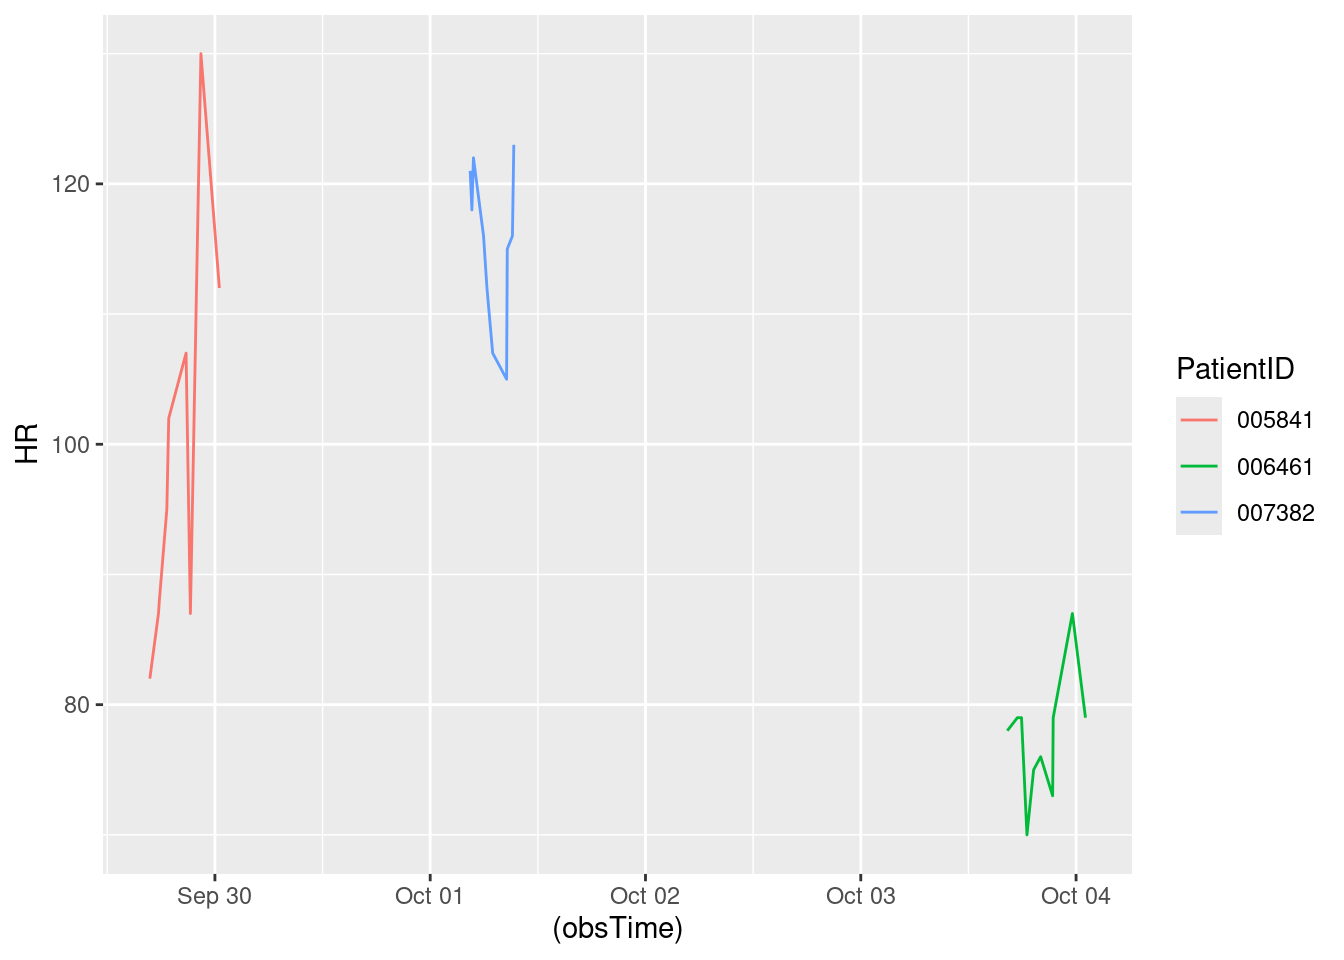 120
100
80
HR
Sep 30
Oct 01
Oct 02
Oct 03
Oct 04
(obsTime)
PatientID
005841
006461
007382